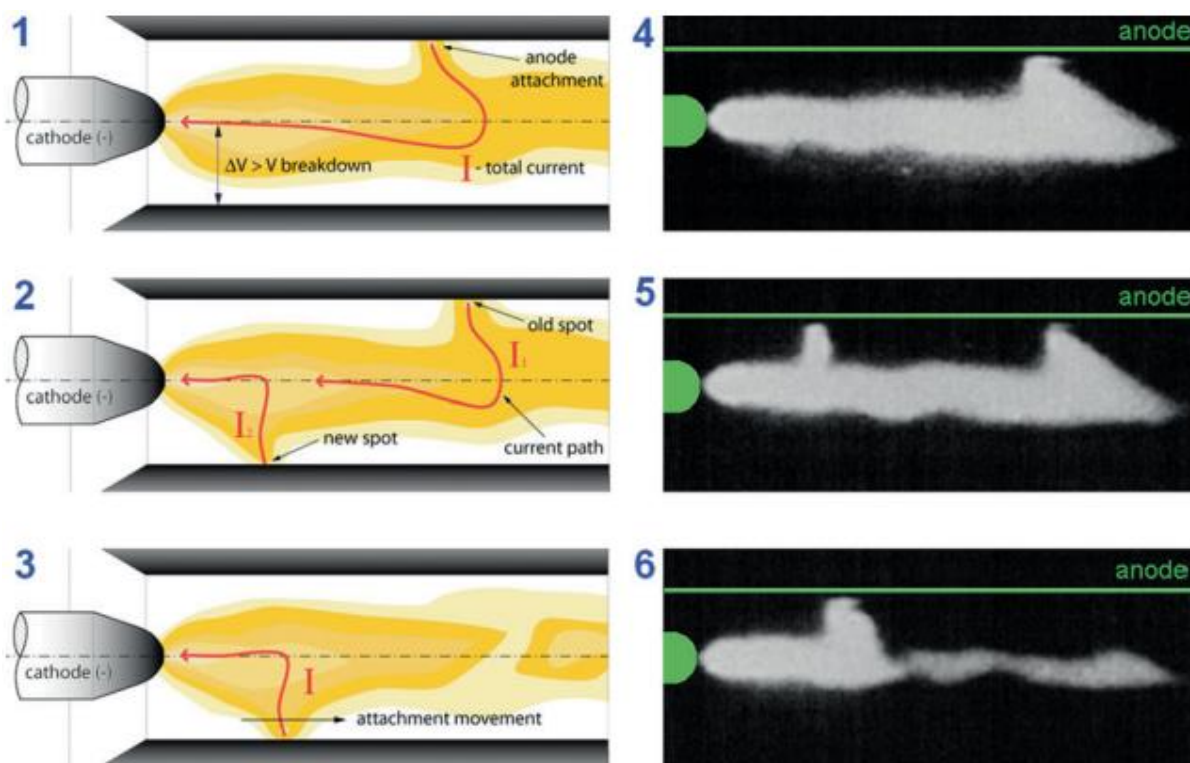 1
anode
attachment
cathode (-)
ΔV > V breakdown
I - total current
2
old spot
I₁
cathode (-)
I₂
new spot
current path
3
cathode (-)
I
attachment movement
4
anode
5
anode
6
anode